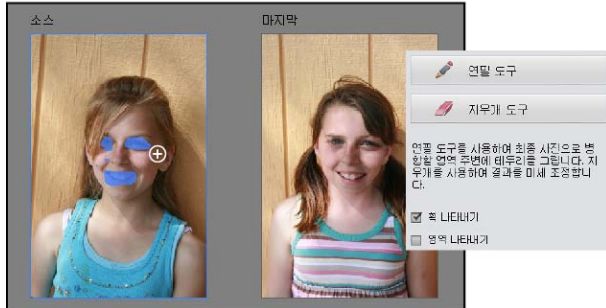 소스
마지막
연필 도구
지우개 도구
연필 도구를 사용하여 최종 사진으로 병
합할 영역 주변에 테두리를 그립니다. 지
우개를 사용하여 결과를 미세 조정합니
다.
획 나타내기
영역 나타내기